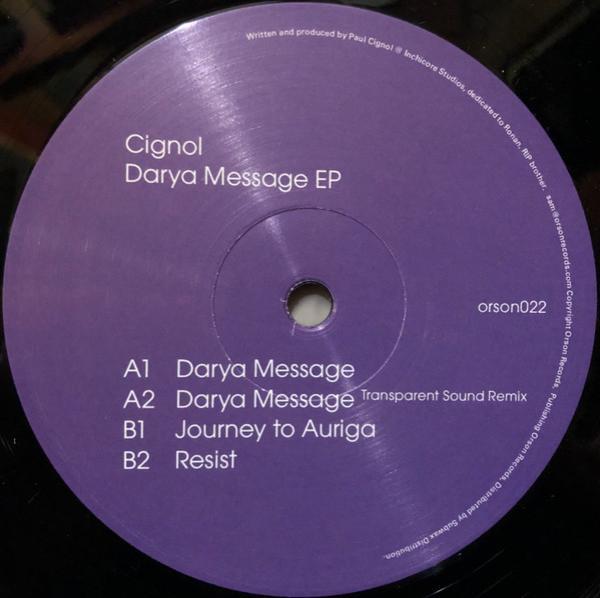 Written and produced by Paul Cignol @ Inchicore Studios, dedicated to Ronan, RIP brother. sam@orsonrecords.com Copyright Orson Records, Publishing Orson Records, Distributed by Subwax Distribution.
Cignol
Darya Message EP
orson022
A1 Darya Message
A2 Darya Message Transparent Sound Remix
B1 Journey to Auriga
B2 Resist